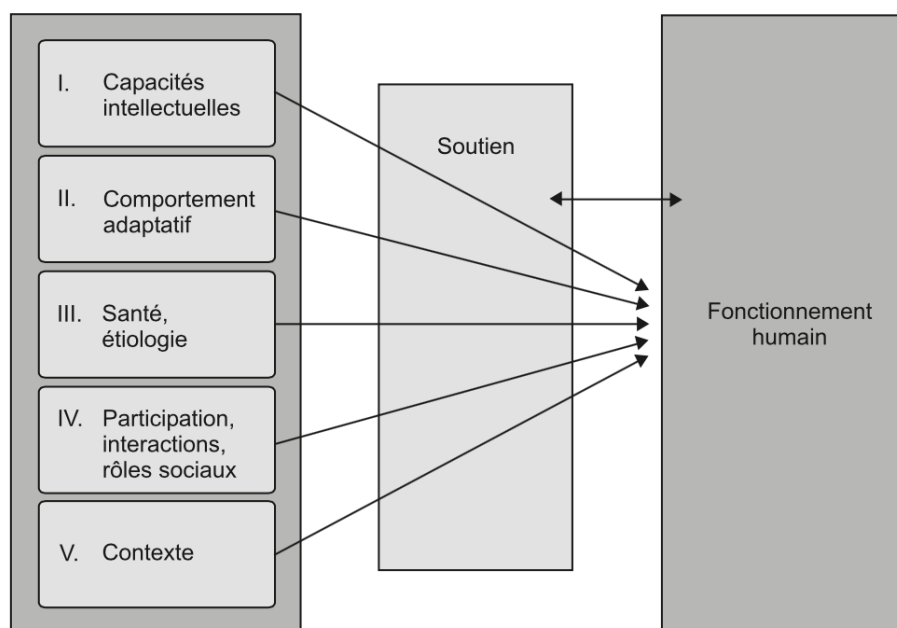 I. Capacités
intellectuelles
II. Comportement
adaptatif
III. Santé,
étiologie
IV. Participation,
interactions,
rôles sociaux
V. Contexte
Soutien
Fonctionnement
humain